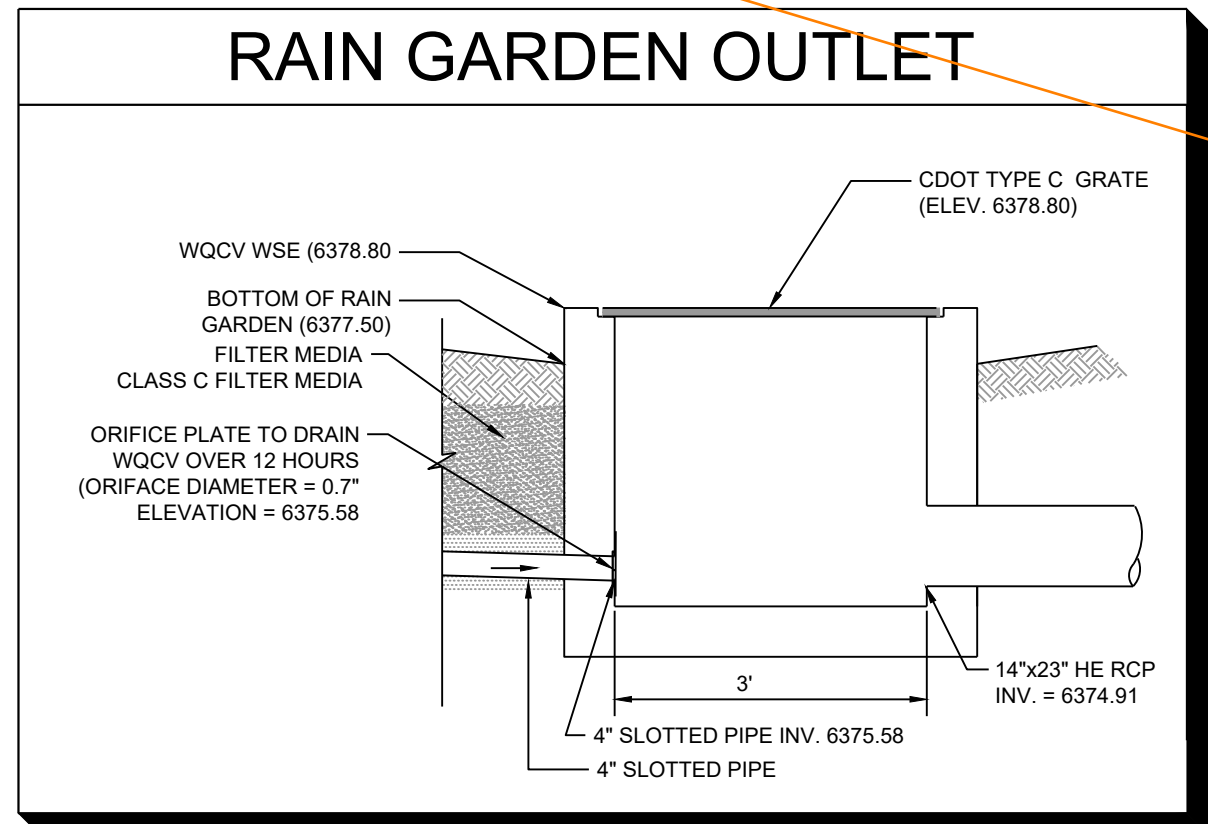 RAIN GARDEN OUTLET
CDOT TYPE C GRATE
(ELEV. 6378.80)
WQCV WSE (6378.80
BOTTOM OF RAIN
GARDEN (6377.50)
FILTER MEDIA
CLASS C FILTER MEDIA
ORIFICE PLATE TO DRAIN
WQCV OVER 12 HOURS
(ORIFACE DIAMETER = 0.7"
ELEVATION = 6375.58
14"x23" HE RCP
INV. = 6374.91
3'
4" SLOTTED PIPE INV. 6375.58
4" SLOTTED PIPE